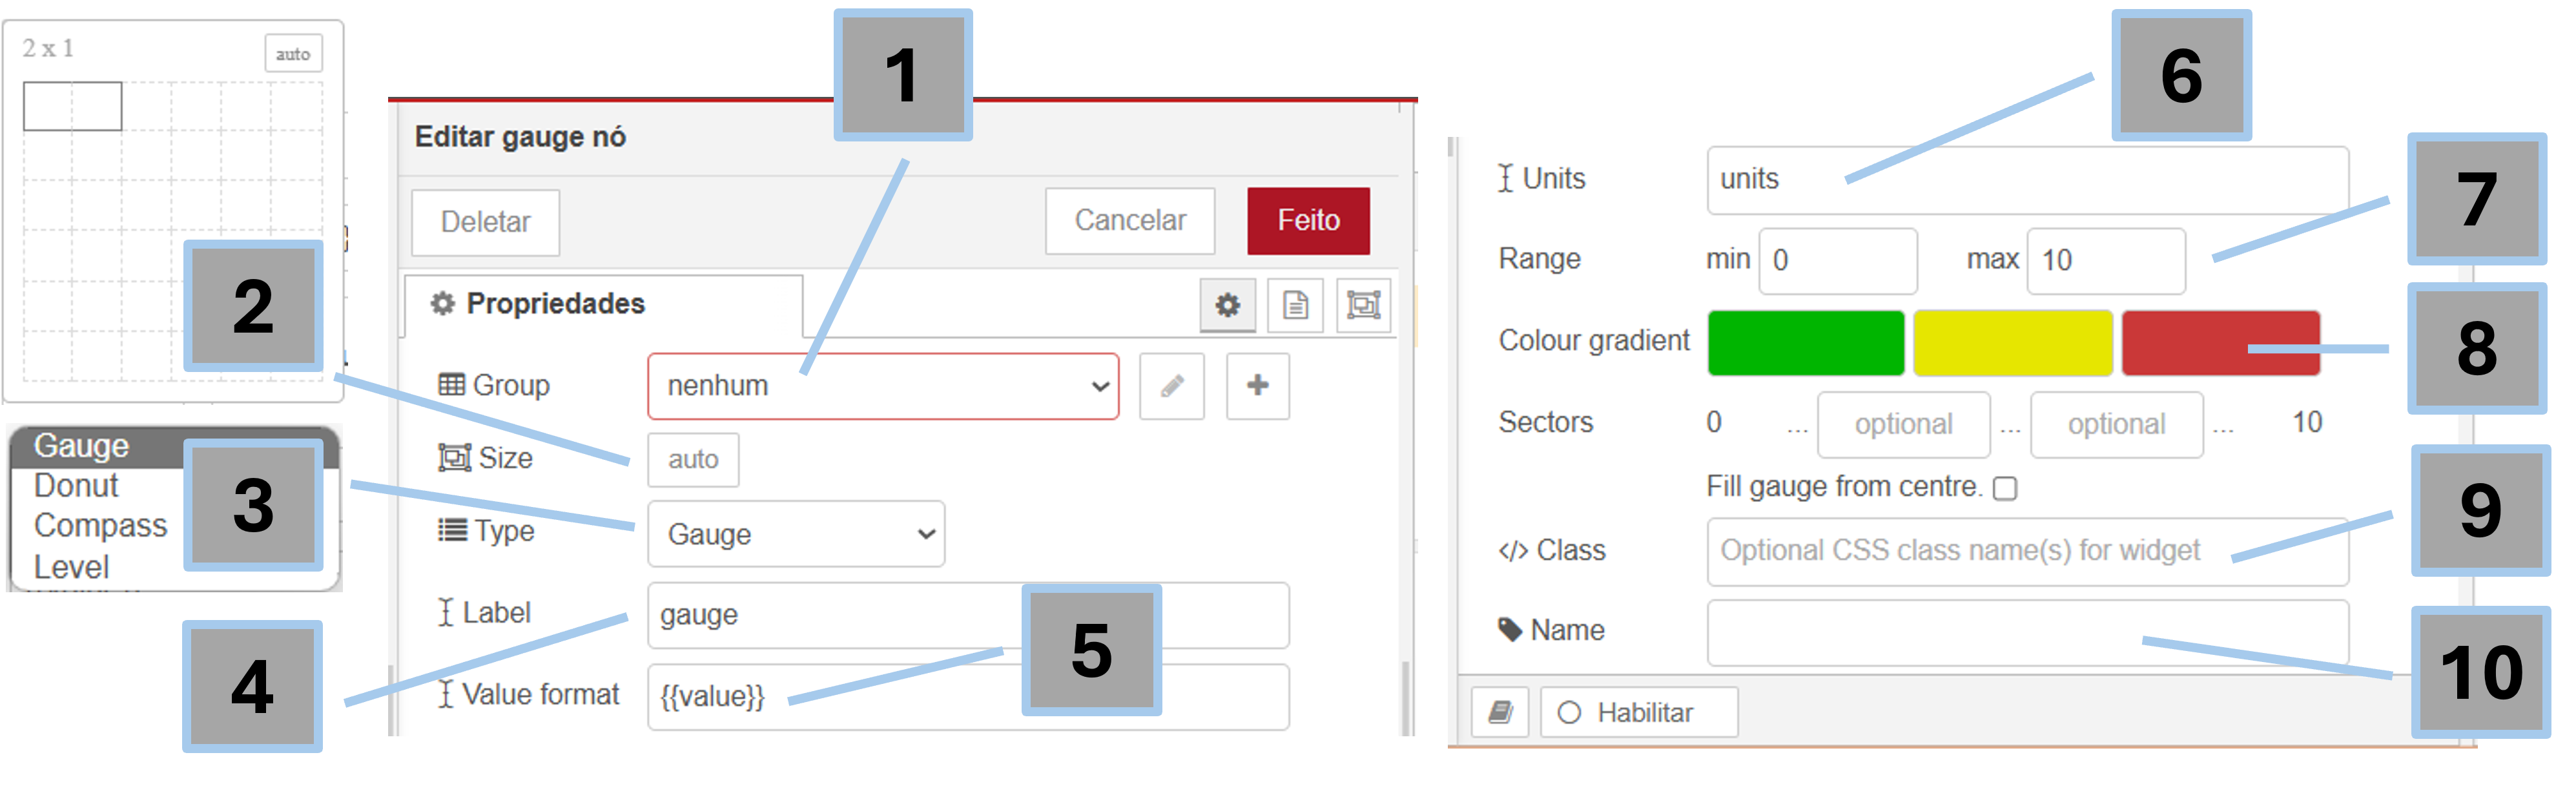 2 x 1
auto
2
Gauge
Donut
Compass
Level
3
4
1
Editar gauge nó
Deletar
Cancelar
Feito
Propriedades
Group
nenhum
Size
auto
Type
Gauge
Label
gauge
5
Value format
{{value}}
6
Units
units
7
Range
min 0
max 10
Colour gradient
8
Sectors
0 ... optional ... optional ... 10
Fill gauge from centre.
9
</> Class
Optional CSS class name(s) for widget
Name
10
Habilitar